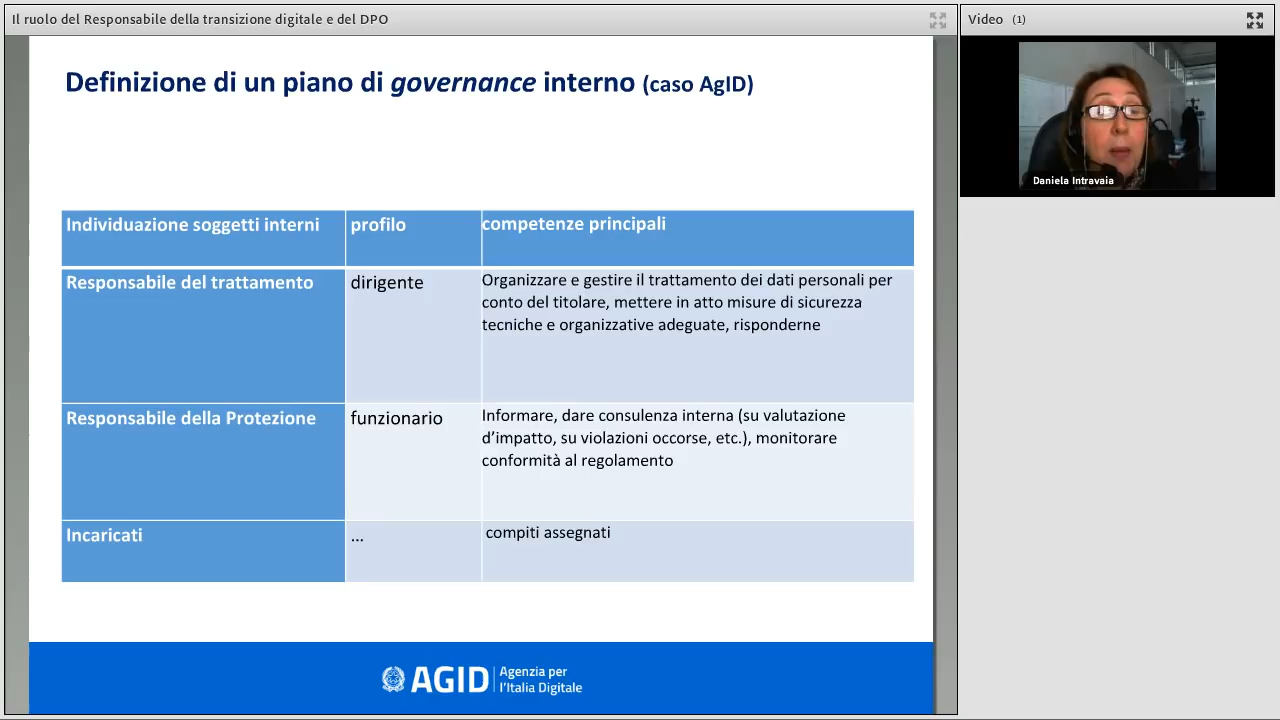 Il ruolo del Responsabile della transizione digitale e del DPO
Video (1)
Definizione di un piano di governance interno (caso AgID)
Daniela Intravaia
Individuazione soggetti interni profilo competenze principali
Responsabile del trattamento dirigente Organizzare e gestire il trattamento dei dati personali per
conto del titolare, mettere in atto misure di sicurezza
tecniche e organizzative adeguate, risponderne
Responsabile della Protezione funzionario Informare, dare consulenza interna (su valutazione
d’impatto, su violazioni occorse, etc.), monitorare
conformità al regolamento
Incaricati ... compiti assegnati
AGID Agenzia per
l’Italia Digitale